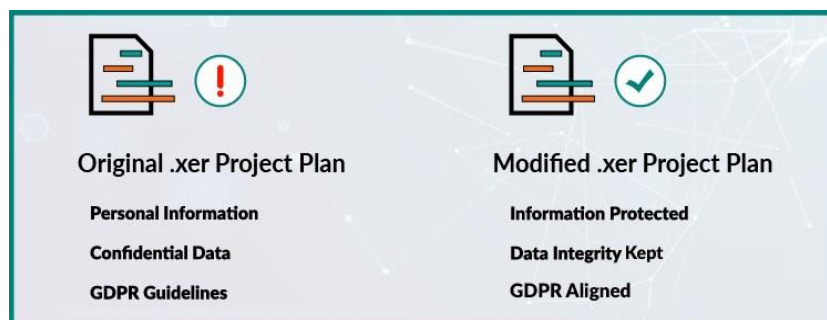 Original .xer Project Plan
Personal Information
Confidential Data
GDPR Guidelines
Modified .xer Project Plan
Information Protected
Data Integrity Kept
GDPR Aligned